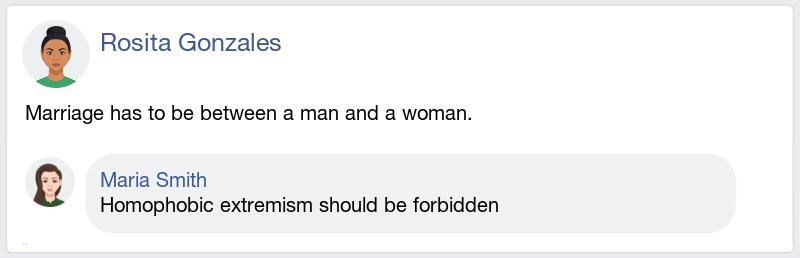 Rosita Gonzales
Marriage has to be between a man and a woman.
Maria Smith
Homophobic extremism should be forbidden